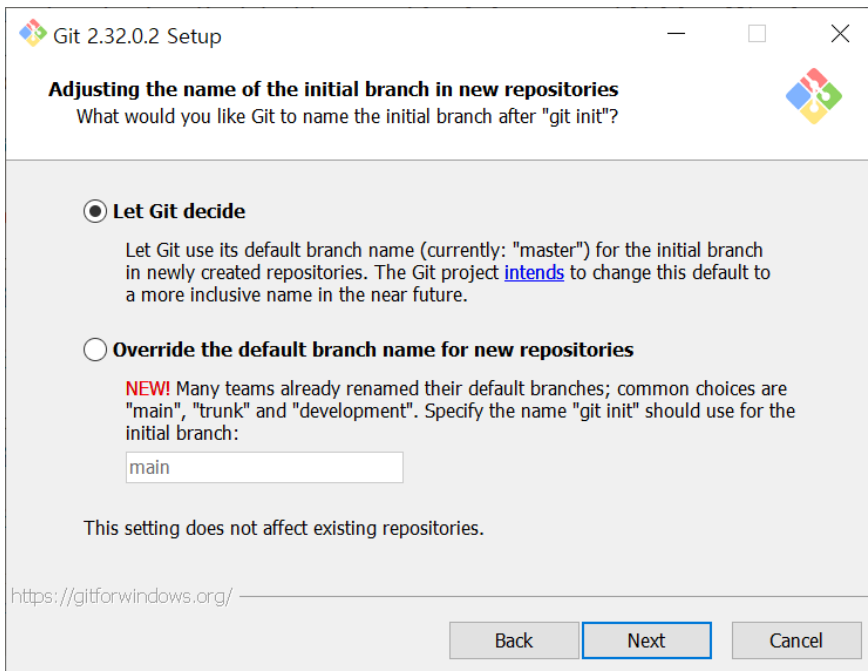 Git 2.32.0.2 Setup
Adjusting the name of the initial branch in new repositories
What would you like Git to name the initial branch after "git init"?
Let Git decide
Let Git use its default branch name (currently: "master") for the initial branch
in newly created repositories. The Git project intends to change this default to
a more inclusive name in the near future.
Override the default branch name for new repositories
NEW! Many teams already renamed their default branches; common choices are
"main", "trunk" and "development". Specify the name "git init" should use for the
initial branch:
main
This setting does not affect existing repositories.
https://gitforwindows.org/
Back Next Cancel